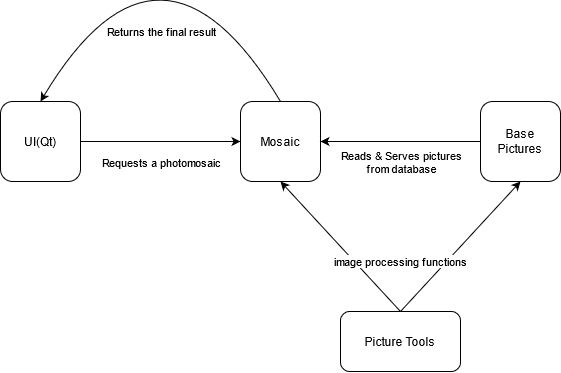 Returns the final result
UI(Qt)
Mosaic
Base
Pictures
Requests a photomosaic
Reads & Serves pictures
from database
image processing functions
Picture Tools